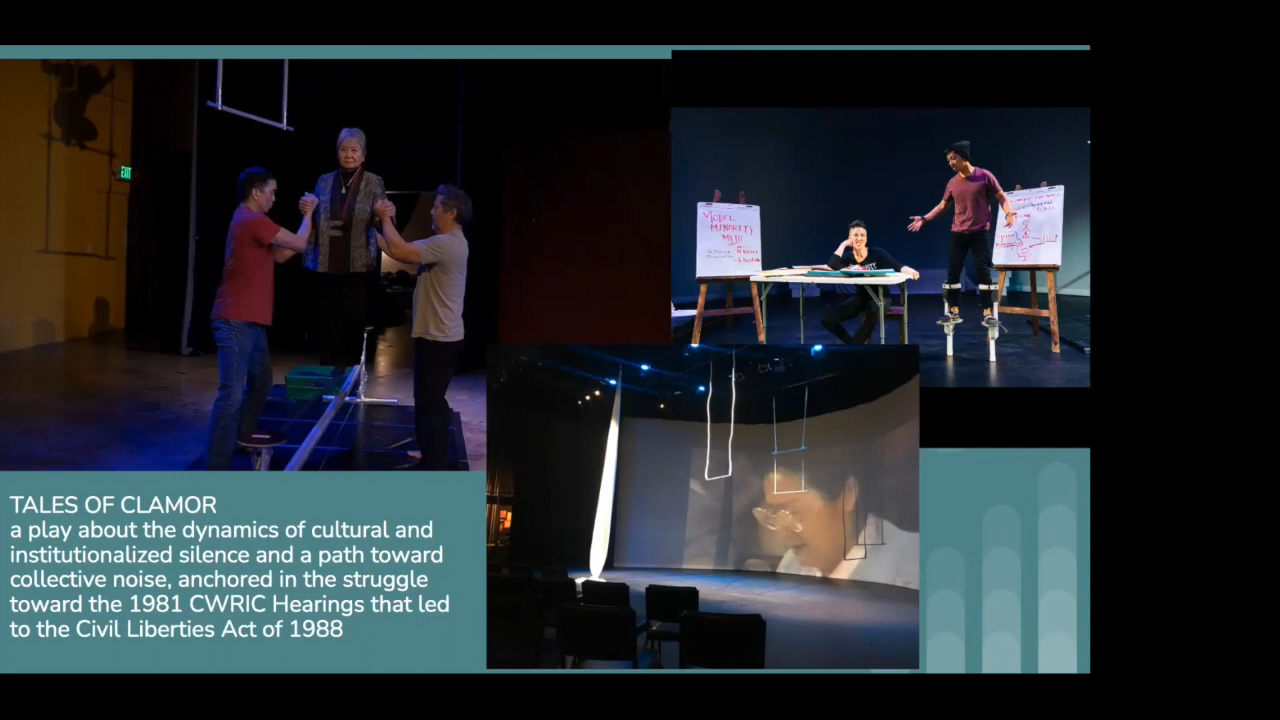 EXIT
MODEL
MINORITY
MYTH
TALES OF CLAMOR
a play about the dynamics of cultural and
institutionalized silence and a path toward
collective noise, anchored in the struggle
toward the 1981 CWRIC Hearings that led
to the Civil Liberties Act of 1988